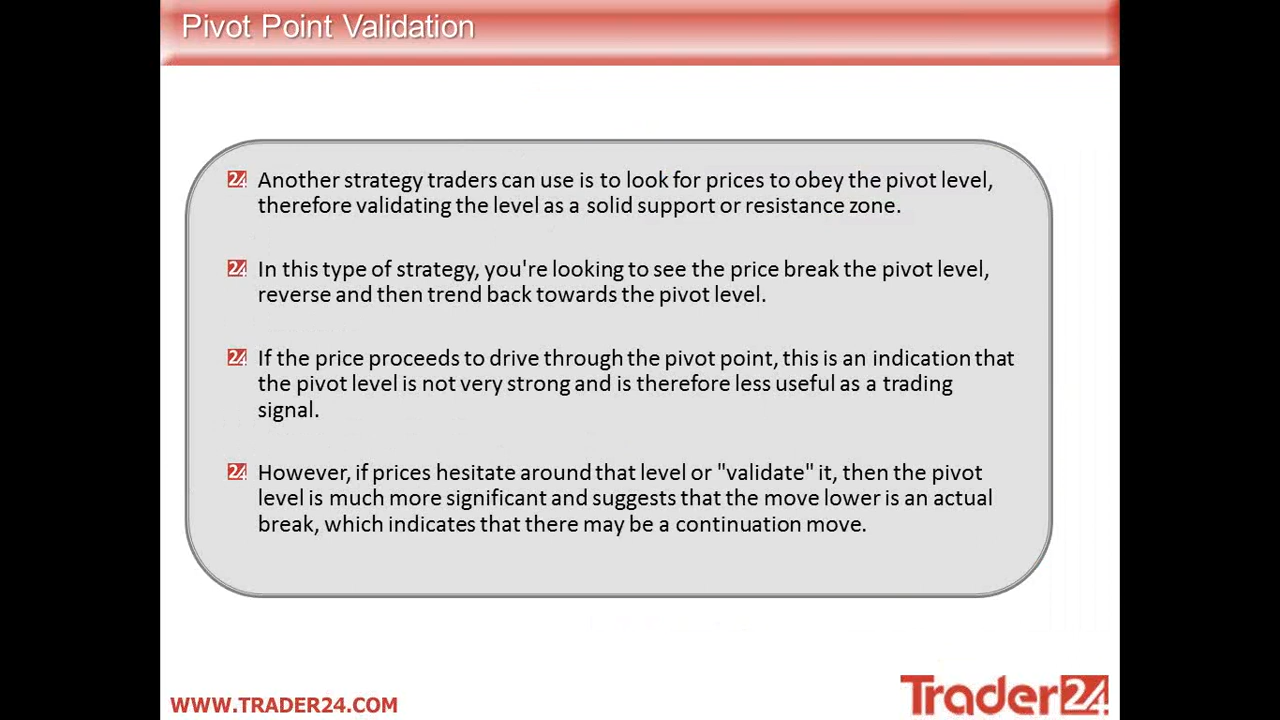 Pivot Point Validation
24 Another strategy traders can use is to look for prices to obey the pivot level,
therefore validating the level as a solid support or resistance zone.
24 In this type of strategy, you're looking to see the price break the pivot level,
reverse and then trend back towards the pivot level.
24 If the price proceeds to drive through the pivot point, this is an indication that
the pivot level is not very strong and is therefore less useful as a trading
signal.
24 However, if prices hesitate around that level or "validate" it, then the pivot
level is much more significant and suggests that the move lower is an actual
break, which indicates that there may be a continuation move.
WWW.TRADER24.COM
Trader24